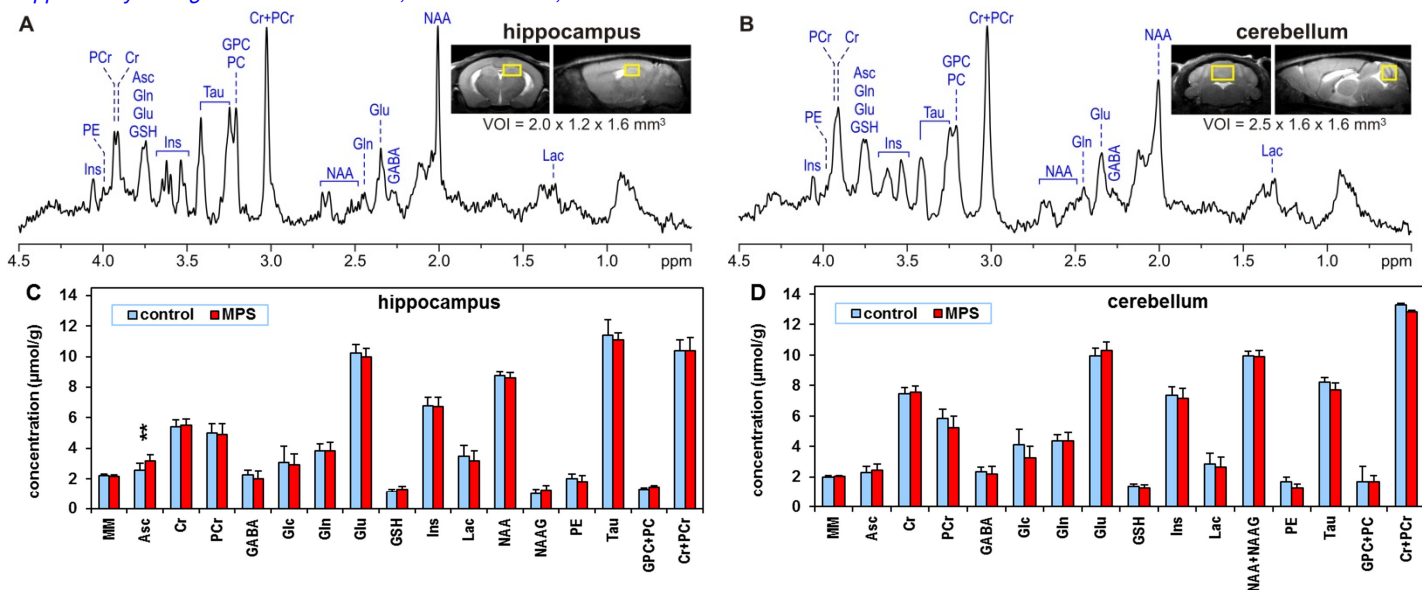 A
hippocampus
VOI = 2.0 x 1.2 x 1.6 mm³
Ins
PE
PCr
Cr
Asc
Gln
Glu
GSH
Ins
Tau
GPC
PC
Cr+PCr
NAA
Gln
Glu
GABA
NAA
Lac
4.5 4.0 3.5 3.0 2.5 2.0 1.5 1.0 ppm
B
cerebellum
VOI = 2.5 x 1.6 x 1.6 mm³
Ins
PE
PCr
Cr
Asc
Gln
Glu
GSH
Ins
Tau
GPC
PC
Cr+PCr
NAA
Gln
Glu
GABA
NAA
Lac
4.5 4.0 3.5 3.0 2.5 2.0 1.5 1.0 ppm
C
hippocampus
control MPS
concentration (µmol/g)
14
12
10
8
6
4
2
0
**
MM Asc Cr PCr GABA Glc Gln Glu GSH Ins Lac NAA NAAG PE Tau GPC+PC Cr+PCr
D
cerebellum
control MPS
concentration (µmol/g)
14
12
10
8
6
4
2
0
MM Asc Cr PCr GABA Glc Gln Glu GSH Ins Lac NAA+NAAG PE Tau GPC+PC Cr+PCr